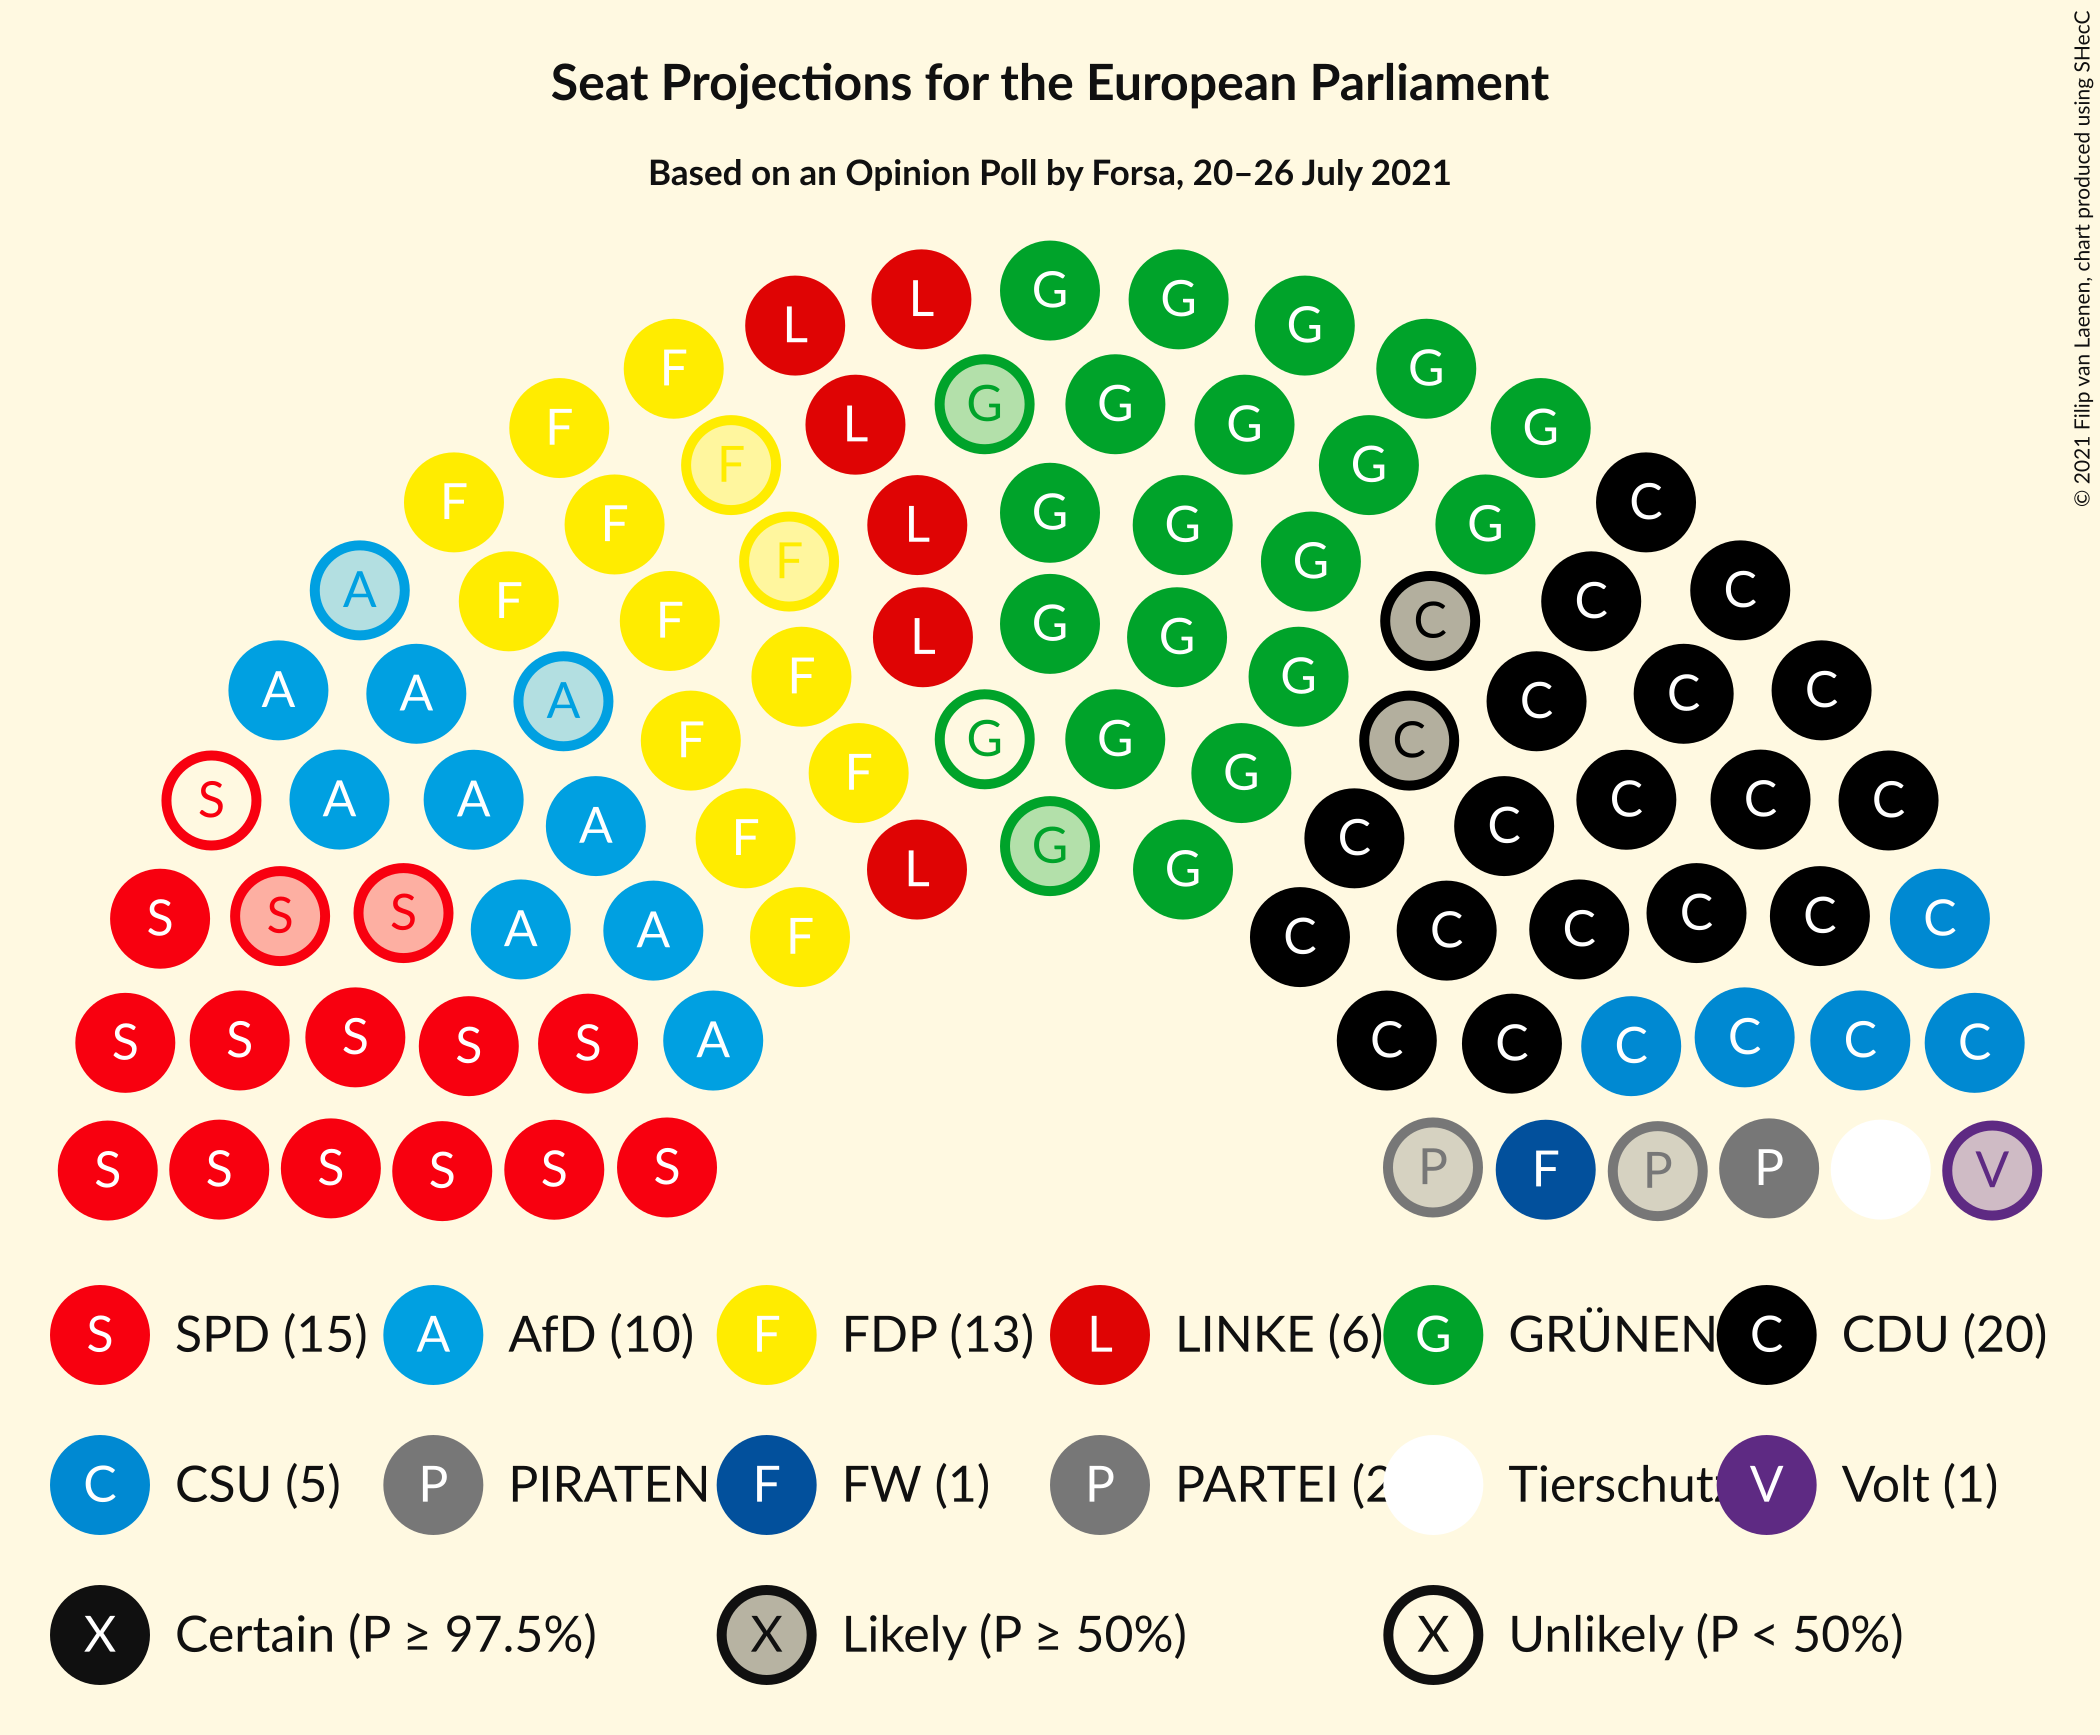 Seat Projections for the European Parliament
Based on an Opinion Poll by Forsa, 20–26 July 2021
© 2021 Filip van Laenen, chart produced using SHecC
L L G G G
F L G G G G
F F G G
F F L G G G C
A F F L G G G C C C
A A A F F G C C C C
S A A A F F G G G C C C C C
S S S A A F L G G C C C C C C
S S S S S A C C C C C C
S S S S S S P F P P V
S SPD (15) A AfD (10) F FDP (13) L LINKE (6) G GRÜNEN C CDU (20)
C CSU (5) P PIRATEN F FW (1) P PARTEI (2 Tierschutz V Volt (1)
X Certain (P ≥ 97.5%) X Likely (P ≥ 50%) X Unlikely (P < 50%)